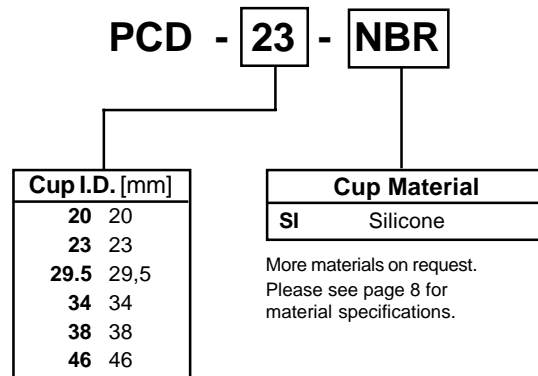 PCD - 23 - NBR
Cup I.D. [mm]
20 20
23 23
29.5 29,5
34 34
38 38
46 46
Cup Material
SI Silicone
More materials on request.
Please see page 8 for
material specifications.